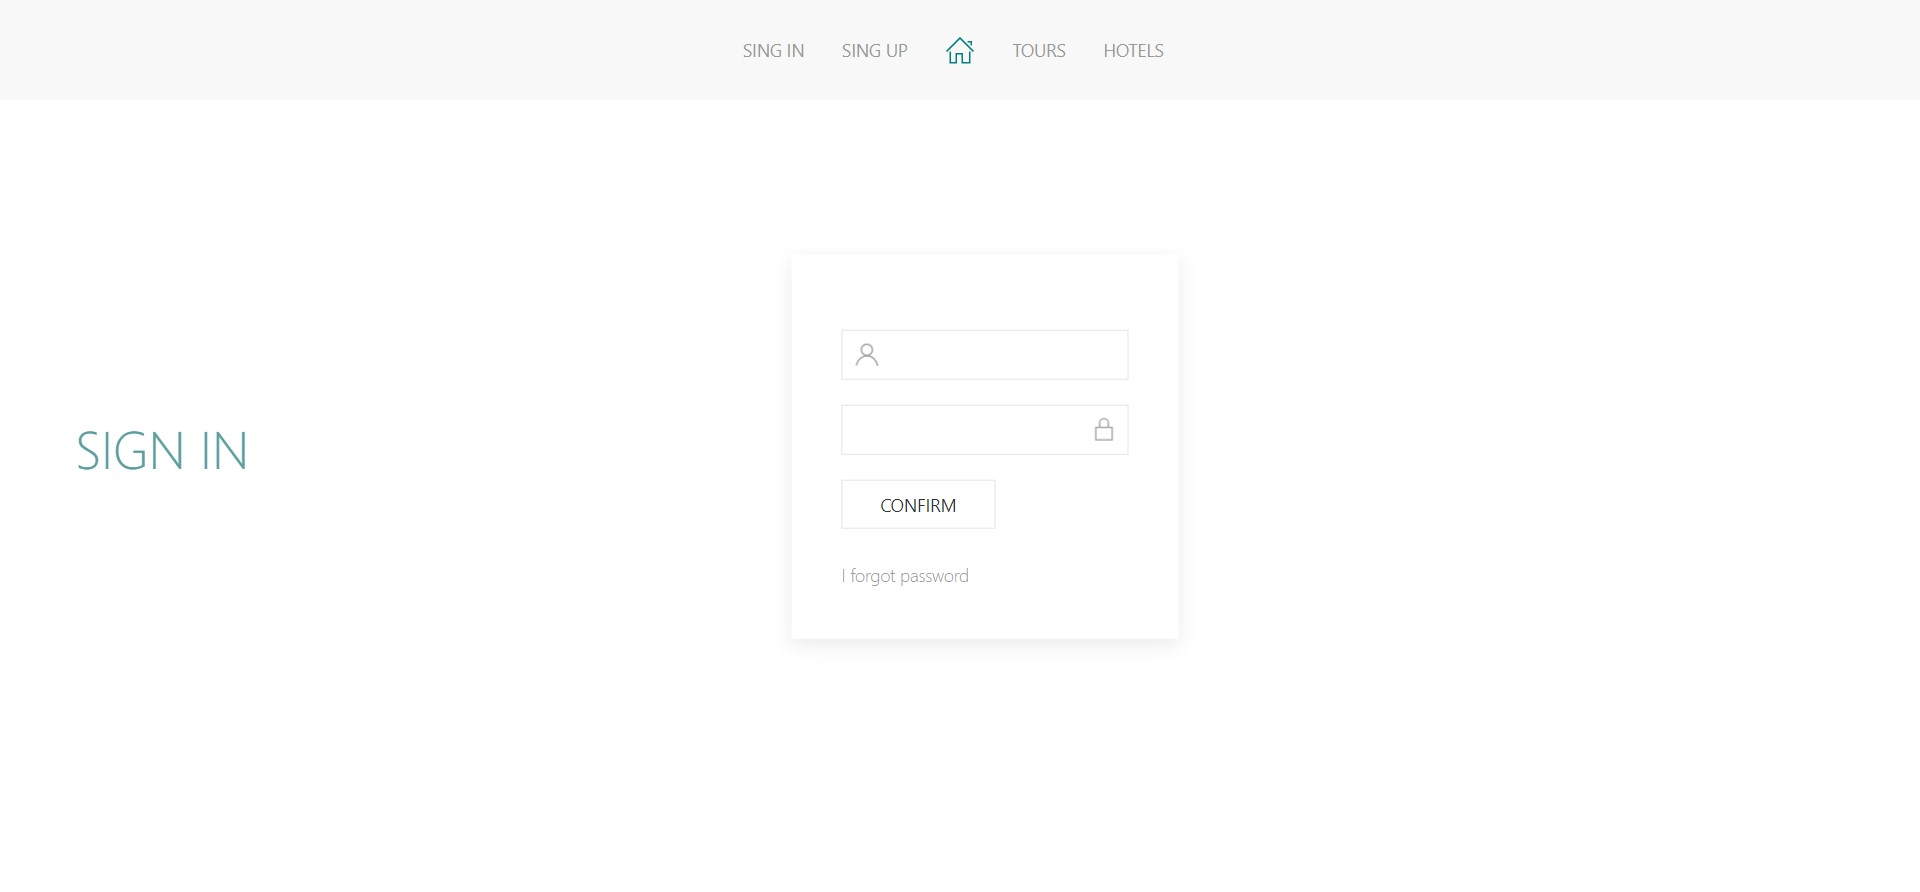 SING IN SING UP TOURS HOTELS
SIGN IN
CONFIRM
I forgot password